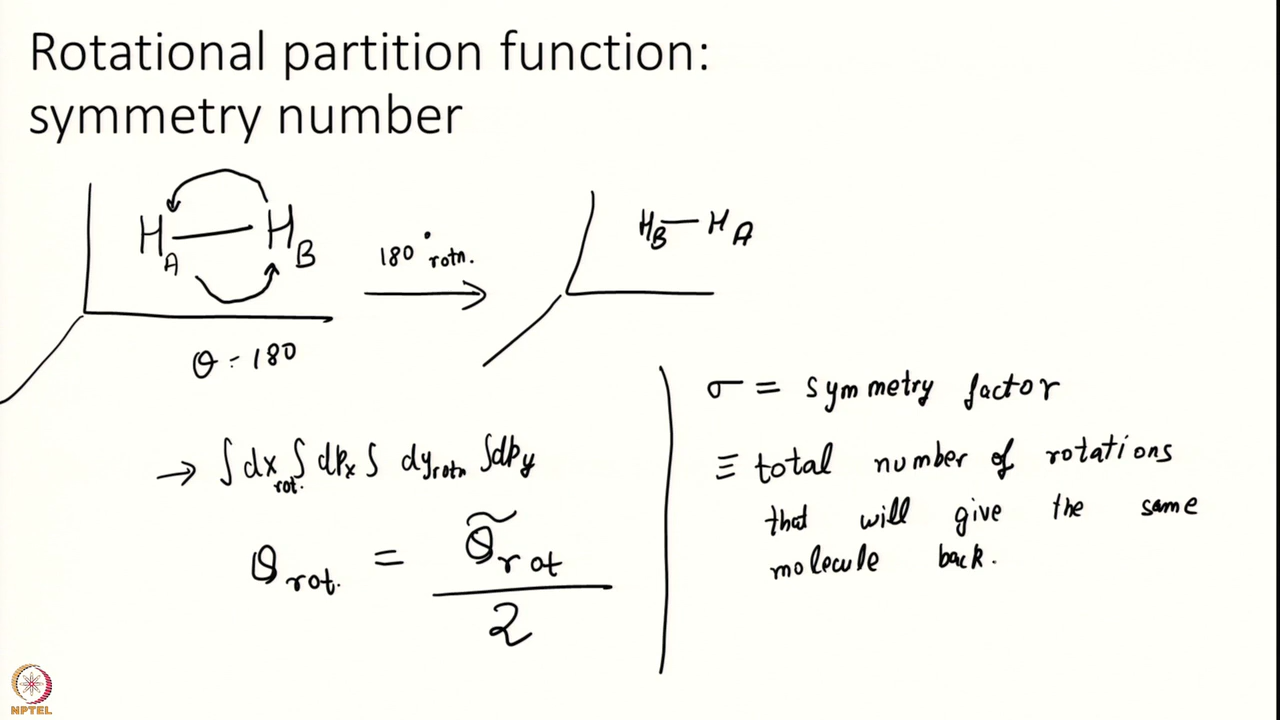 Rotational partition function:
symmetry number
H_A — H_B
180° rotn.
H_B — H_A
θ = 180
→ ∫dx_rot. ∫dp_x ∫ dy_rotn ∫dp_y
Q_rot. = Q̃_rot / 2
σ = symmetry factor
≡ total number of rotations
that will give the same
molecule back.
NPTEL